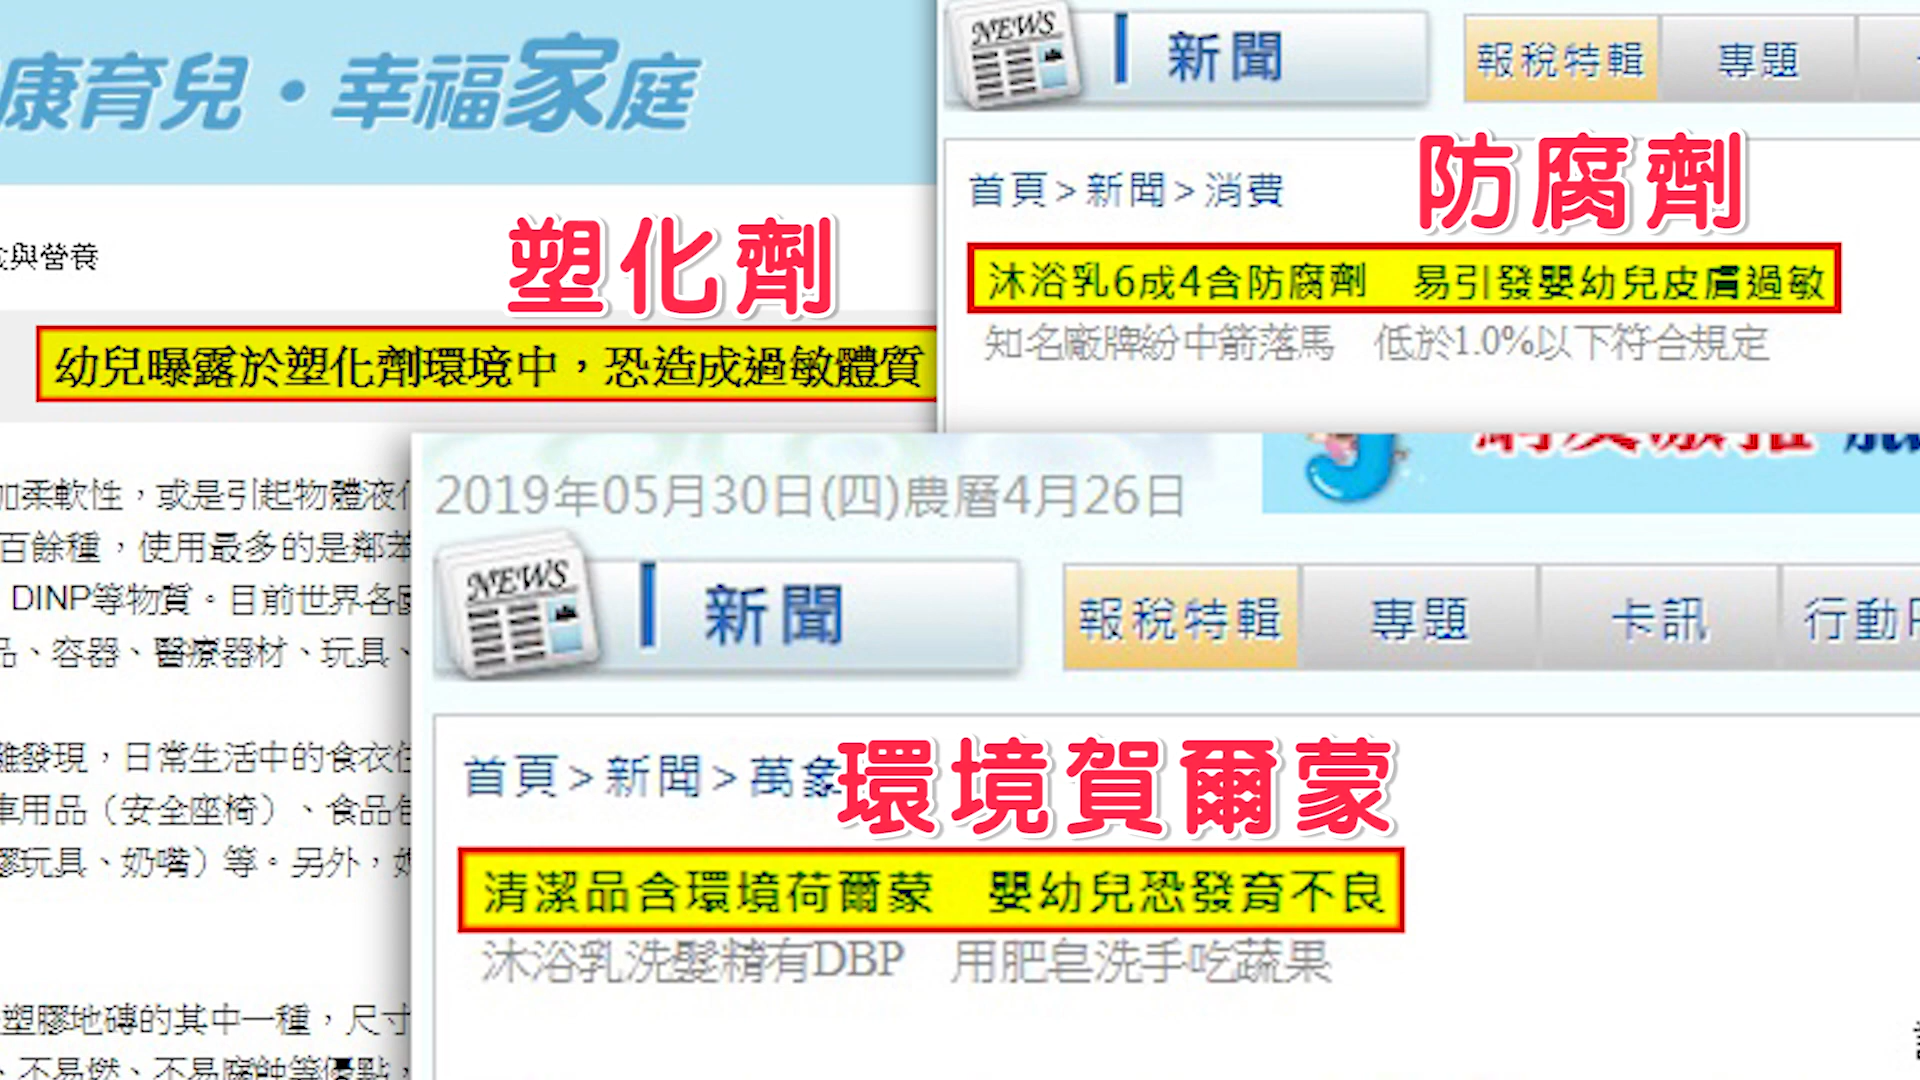 康育兒・幸福家庭
與營養
塑化劑
幼兒曝露於塑化劑環境中，恐造成過敏體質
加柔軟性，或是引起物體液
百餘種，使用最多的是鄰苯
、DINP等物質。目前世界各
品、容器、醫療器材、玩具、
雖發現，日常生活中的食衣住
車用品（安全座椅）、食品包
膠玩具、奶嘴）等。另外，
塑膠地磚的其中一種，尺寸
、不易燃、不易腐蝕等優點，
NEWS
新聞
報稅特輯 專題
首頁>新聞>消費
防腐劑
沐浴乳6成4含防腐劑 易引發嬰幼兒皮膚過敏
知名廠牌紛中箭落馬 低於1.0%以下符合規定
2019年05月30日(四)農曆4月26日
NEWS
新聞
報稅特輯 專題 卡訊 行動
首頁>新聞>萬象
環境賀爾蒙
清潔品含環境荷爾蒙 嬰幼兒恐發育不良
沐浴乳洗髮精有DBP 用肥皂洗手吃蔬果